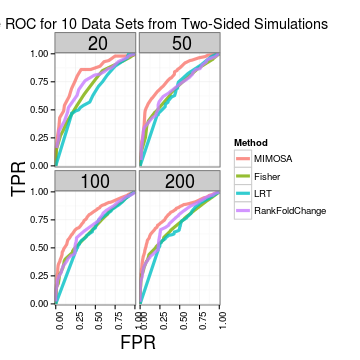 ROC for 10 Data Sets from Two-Sided Simulations
20 50
1.00
0.75
0.50
0.25
0.00
100 200
1.00
0.75
0.50
0.25
0.00
TPR
0.00 0.25 0.50 0.75 1.00 0.00 0.25 0.50 0.75 1.00
FPR
Method
MIMOSA
Fisher
LRT
RankFoldChange